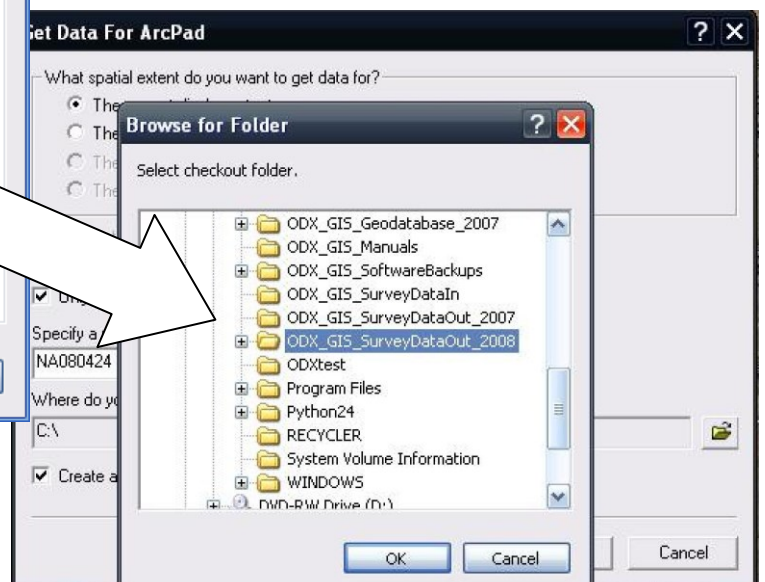 Get Data For ArcPad
What spatial extent do you want to get data for?
The
The
The
The
Browse for Folder
Select checkout folder.
ODX_GIS_Geodatabase_2007
ODX_GIS_Manuals
ODX_GIS_SoftwareBackups
ODX_GIS_SurveyDataIn
ODX_GIS_SurveyDataOut_2007
ODX_GIS_SurveyDataOut_2008
ODXtest
Program Files
Python24
RECYCLER
System Volume Information
WINDOWS
DVD-RW Drive (D:)
Specify a
NA080424
Where do yo
C:\
Create a
OK
Cancel
Cancel